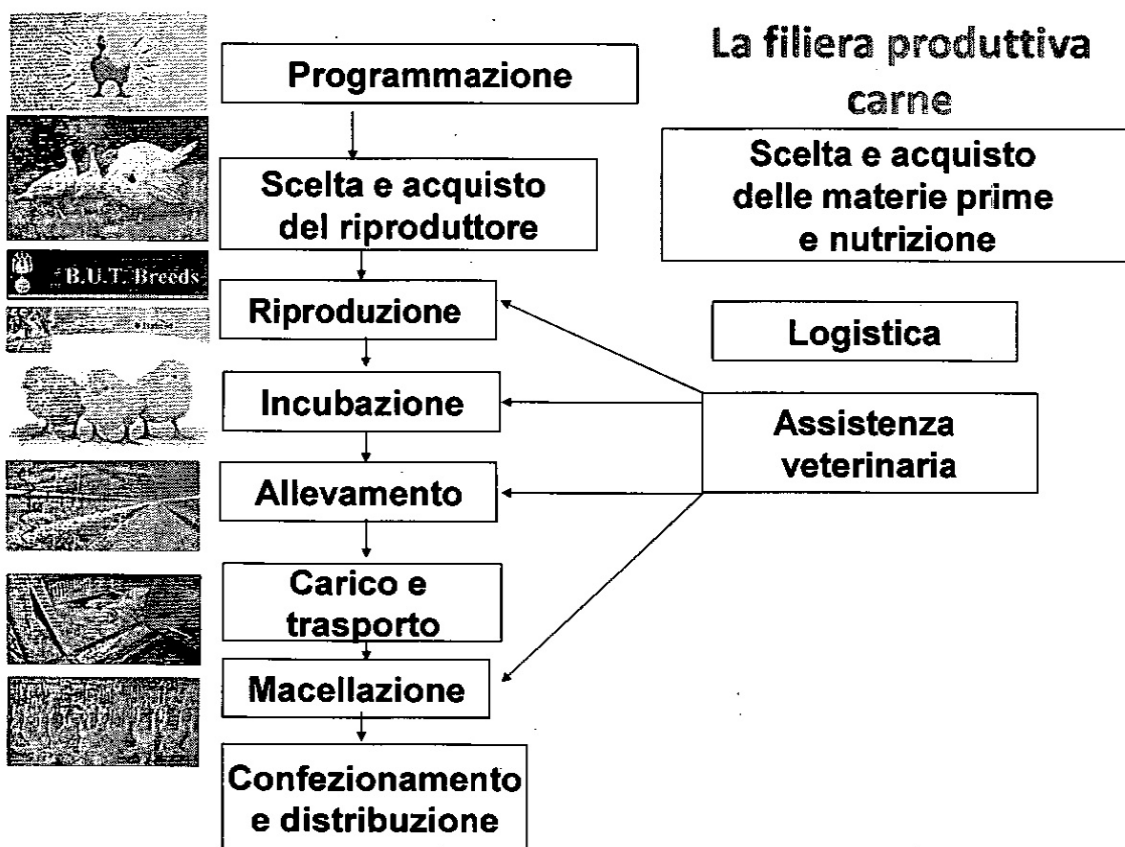 La filiera produttiva
carne
Programmazione
Scelta e acquisto
del riproduttore
Scelta e acquisto
delle materie prime
e nutrizione
B.U.T. Breeds
Riproduzione
Logistica
Incubazione
Assistenza
veterinaria
Allevamento
Carico e
trasporto
Macellazione
Confezionamento
e distribuzione